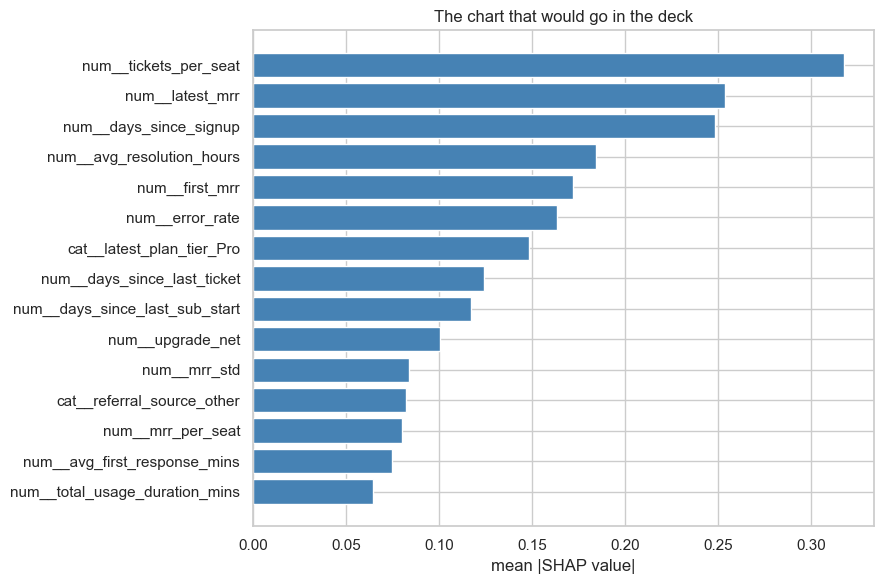 The chart that would go in the deck
num__tickets_per_seat
num__latest_mrr
num__days_since_signup
num__avg_resolution_hours
num__first_mrr
num__error_rate
cat__latest_plan_tier_Pro
num__days_since_last_ticket
num__days_since_last_sub_start
num__upgrade_net
num__mrr_std
cat__referral_source_other
num__mrr_per_seat
num__avg_first_response_mins
num__total_usage_duration_mins
0.00 0.05 0.10 0.15 0.20 0.25 0.30
mean |SHAP value|